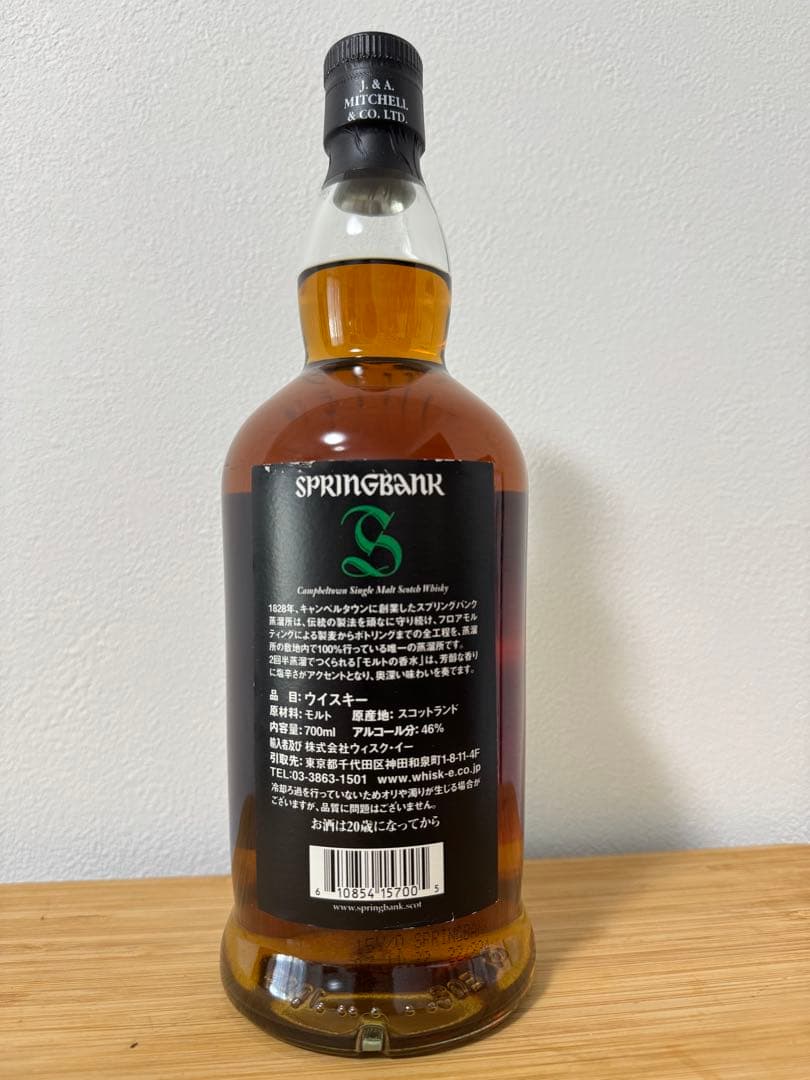 J. & A.
MITCHELL
& CO. LTD.
SPRINGBANK
S
Campbeltown Single Malt Scotch Whisky
1828年、キャンベルタウンに創業したスプリングバンク
蒸溜所は、伝統の製法を頑なに守り続け、フロアモル
ティングによる製麦からボトリングまでの全工程を、蒸溜
所の敷地内で100%行っている唯一の蒸溜所です。
2回半蒸溜でつくられる「モルトの香水」は、芳醇な香り
に塩辛さがアクセントとなり、奥深い味わいを奏でます。
品 目：ウイスキー
原材料：モルト 原産地：スコットランド
内容量：700ml アルコール分：46%
輸入者及び 株式会社ウィスク・イー
引取先：東京都千代田区神田和泉町1-8-11-4F
TEL:03-3863-1501 www.whisk-e.co.jp
冷却ろ過を行っていないためオリや濁りが生じる場合が
ございますが、品質に問題はございません。
お酒は20歳になってから
6 10854 15700 5
www.springbank.scot
15Y/O SPRINGBAN